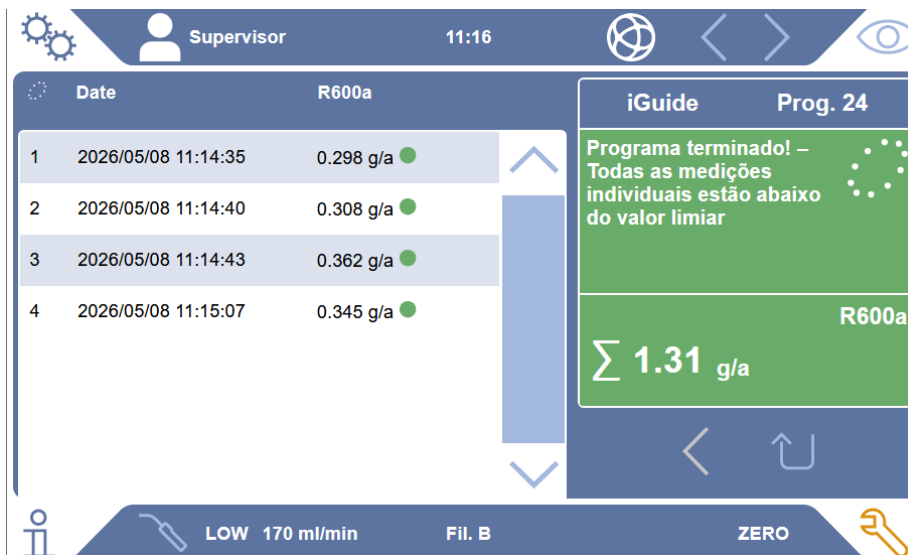 Supervisor 11:16
Date R600a
1 2026/05/08 11:14:35 0.298 g/a
2 2026/05/08 11:14:40 0.308 g/a
3 2026/05/08 11:14:43 0.362 g/a
4 2026/05/08 11:15:07 0.345 g/a
iGuide Prog. 24
Programa terminado! –
Todas as medições
individuais estão abaixo
do valor limiar
R600a
∑ 1.31 g/a
LOW 170 ml/min Fil. B ZERO